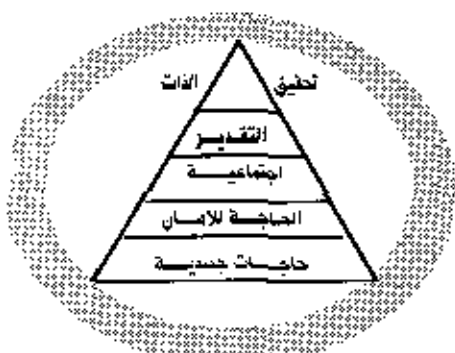 تحقيق الذات
التقدير
اجتماعية
الحاجة للامان
حاجات جسدية